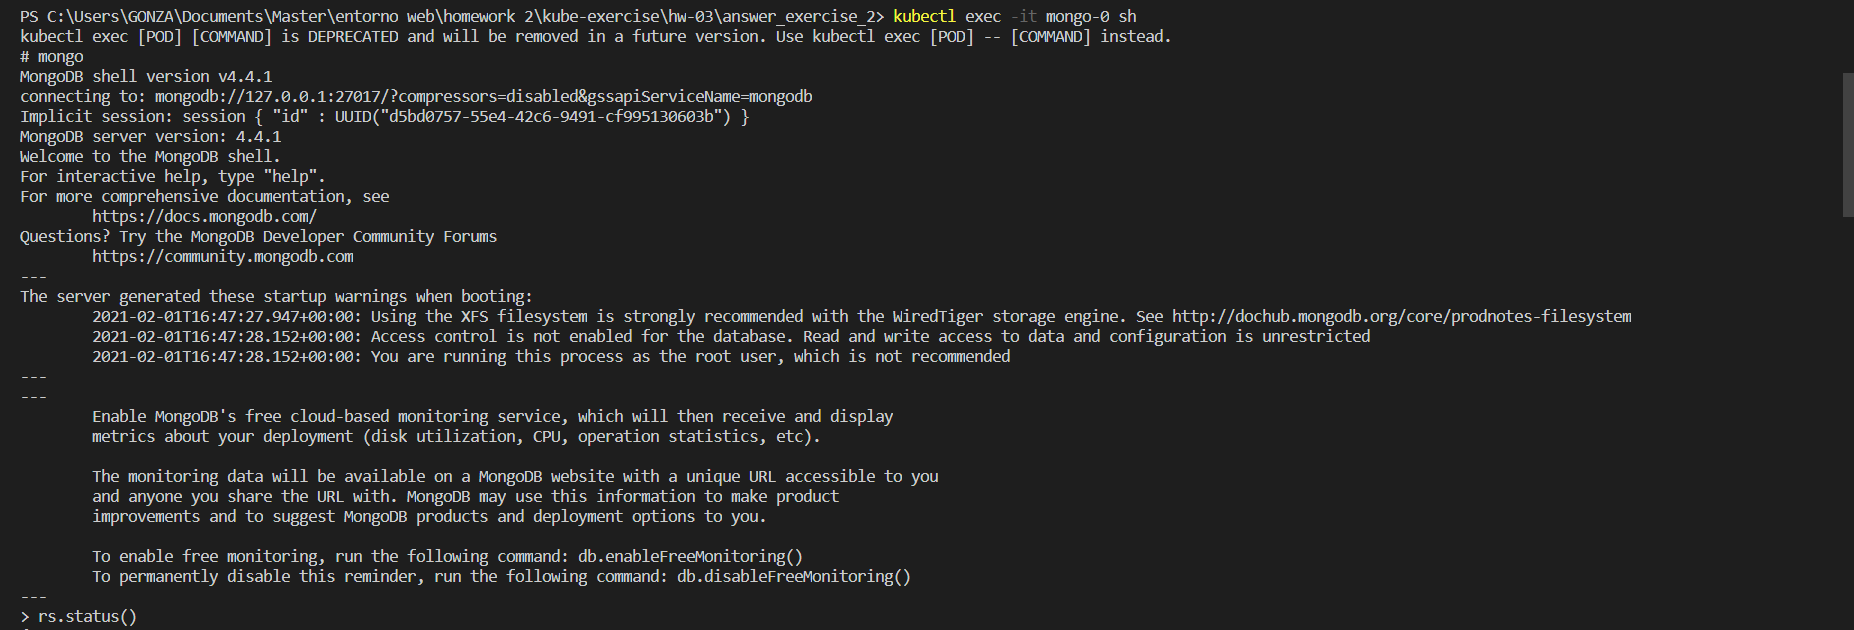 PS C:\Users\GONZA\Documents\Master\entorno web\homework 2\kube-exercise\hw-03\answer_exercise_2> kubectl exec -it mongo-0 sh
kubectl exec [POD] [COMMAND] is DEPRECATED and will be removed in a future version. Use kubectl exec [POD] -- [COMMAND] instead.
# mongo
MongoDB shell version v4.4.1
connecting to: mongodb://127.0.0.1:27017/?compressors=disabled&gssapiServiceName=mongodb
Implicit session: session { "id" : UUID("d5bd0757-55e4-42c6-9491-cf995130603b") }
MongoDB server version: 4.4.1
Welcome to the MongoDB shell.
For interactive help, type "help".
For more comprehensive documentation, see
https://docs.mongodb.com/
Questions? Try the MongoDB Developer Community Forums
https://community.mongodb.com
---
The server generated these startup warnings when booting:
2021-02-01T16:47:27.947+00:00: Using the XFS filesystem is strongly recommended with the WiredTiger storage engine. See http://dochub.mongodb.org/core/prodnotes-filesystem
2021-02-01T16:47:28.152+00:00: Access control is not enabled for the database. Read and write access to data and configuration is unrestricted
2021-02-01T16:47:28.152+00:00: You are running this process as the root user, which is not recommended
---
---
Enable MongoDB's free cloud-based monitoring service, which will then receive and display
metrics about your deployment (disk utilization, CPU, operation statistics, etc).
The monitoring data will be available on a MongoDB website with a unique URL accessible to you
and anyone you share the URL with. MongoDB may use this information to make product
improvements and to suggest MongoDB products and deployment options to you.
To enable free monitoring, run the following command: db.enableFreeMonitoring()
To permanently disable this reminder, run the following command: db.disableFreeMonitoring()
---
> rs.status()